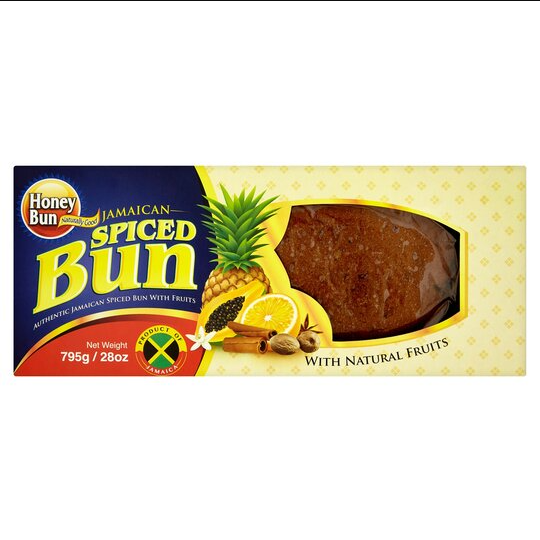 Honey
Bun
Naturally Good
JAMAICAN
SPICED
Bun
AUTHENTIC JAMAICAN SPICED BUN WITH FRUITS
Net Weight
795g / 28oz
PRODUCT OF
JAMAICA
WITH NATURAL FRUITS